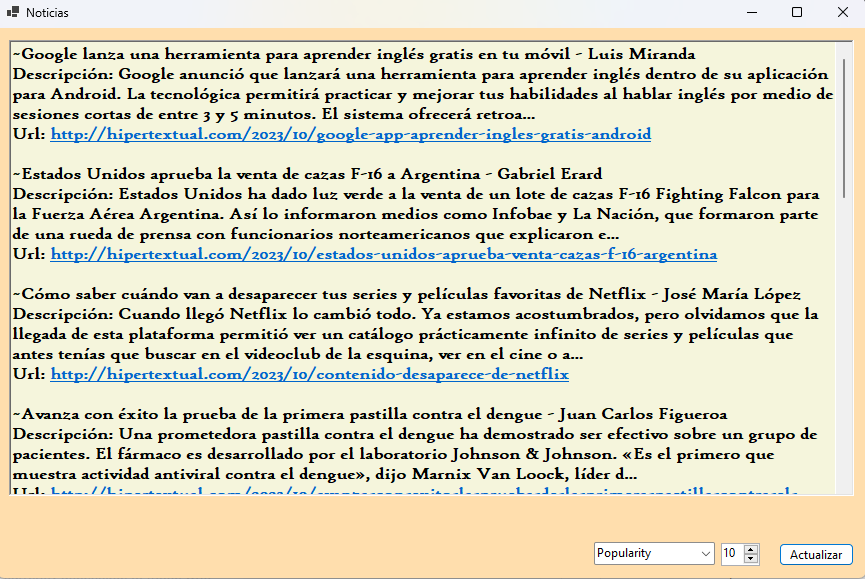 Noticias
~Google lanza una herramienta para aprender inglés gratis en tu móvil - Luis Miranda
Descripción: Google anunció que lanzará una herramienta para aprender inglés dentro de su aplicación
para Android. La tecnológica permitirá practicar y mejorar tus habilidades al hablar inglés por medio de
sesiones cortas de entre 3 y 5 minutos. El sistema ofrecerá retroa...
Url: http://hipertextual.com/2023/10/google-app-aprender-ingles-gratis-android
~Estados Unidos aprueba la venta de cazas F-16 a Argentina - Gabriel Erard
Descripción: Estados Unidos ha dado luz verde a la venta de un lote de cazas F-16 Fighting Falcon para
la Fuerza Aérea Argentina. Así lo informaron medios como Infobae y La Nación, que formaron parte
de una rueda de prensa con funcionarios norteamericanos que explicaron e...
Url: http://hipertextual.com/2023/10/estados-unidos-aprueba-venta-cazas-f-16-argentina
~Cómo saber cuándo van a desaparecer tus series y películas favoritas de Netflix - José María López
Descripción: Cuando llegó Netflix lo cambió todo. Ya estamos acostumbrados, pero olvidamos que la
llegada de esta plataforma permitió ver un catálogo prácticamente infinito de series y películas que
antes tenías que buscar en el videoclub de la esquina, ver en el cine o a...
Url: http://hipertextual.com/2023/10/contenido-desaparece-de-netflix
~Avanza con éxito la prueba de la primera pastilla contra el dengue - Juan Carlos Figueroa
Descripción: Una prometedora pastilla contra el dengue ha demostrado ser efectivo sobre un grupo de
pacientes. El fármaco es desarrollado por el laboratorio Johnson & Johnson. «Es el primero que
muestra actividad antiviral contra el dengue», dijo Marnix Van Loock, líder d...
Url:
Popularity
10
Actualizar